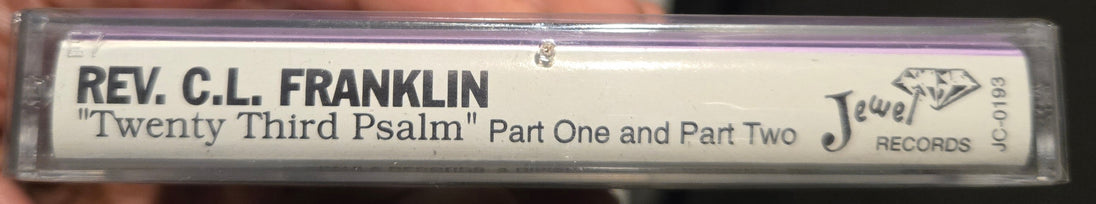 REV. C.L. FRANKLIN
"Twenty Third Psalm" Part One and Part Two
Jewel
RECORDS
JC-0193